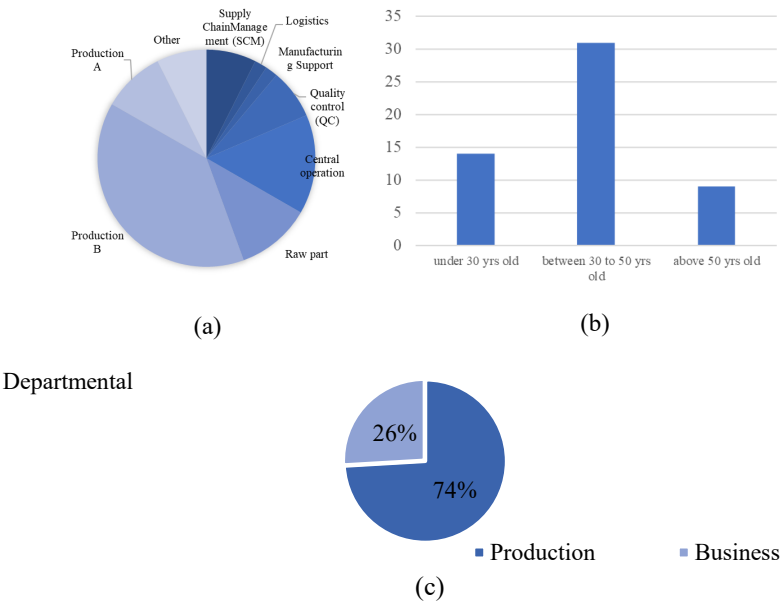 Supply
ChainManage
ment (SCM)
Logistics
Manufacturin
g Support
Quality
control
(QC)
Central
operation
Raw part
Production
B
Production
A
Other
(a)
35
30
25
20
15
10
5
0
under 30 yrs old
between 30 to 50 yrs
old
above 50 yrs old
(b)
Departmental
26%
74%
Production
Business
(c)